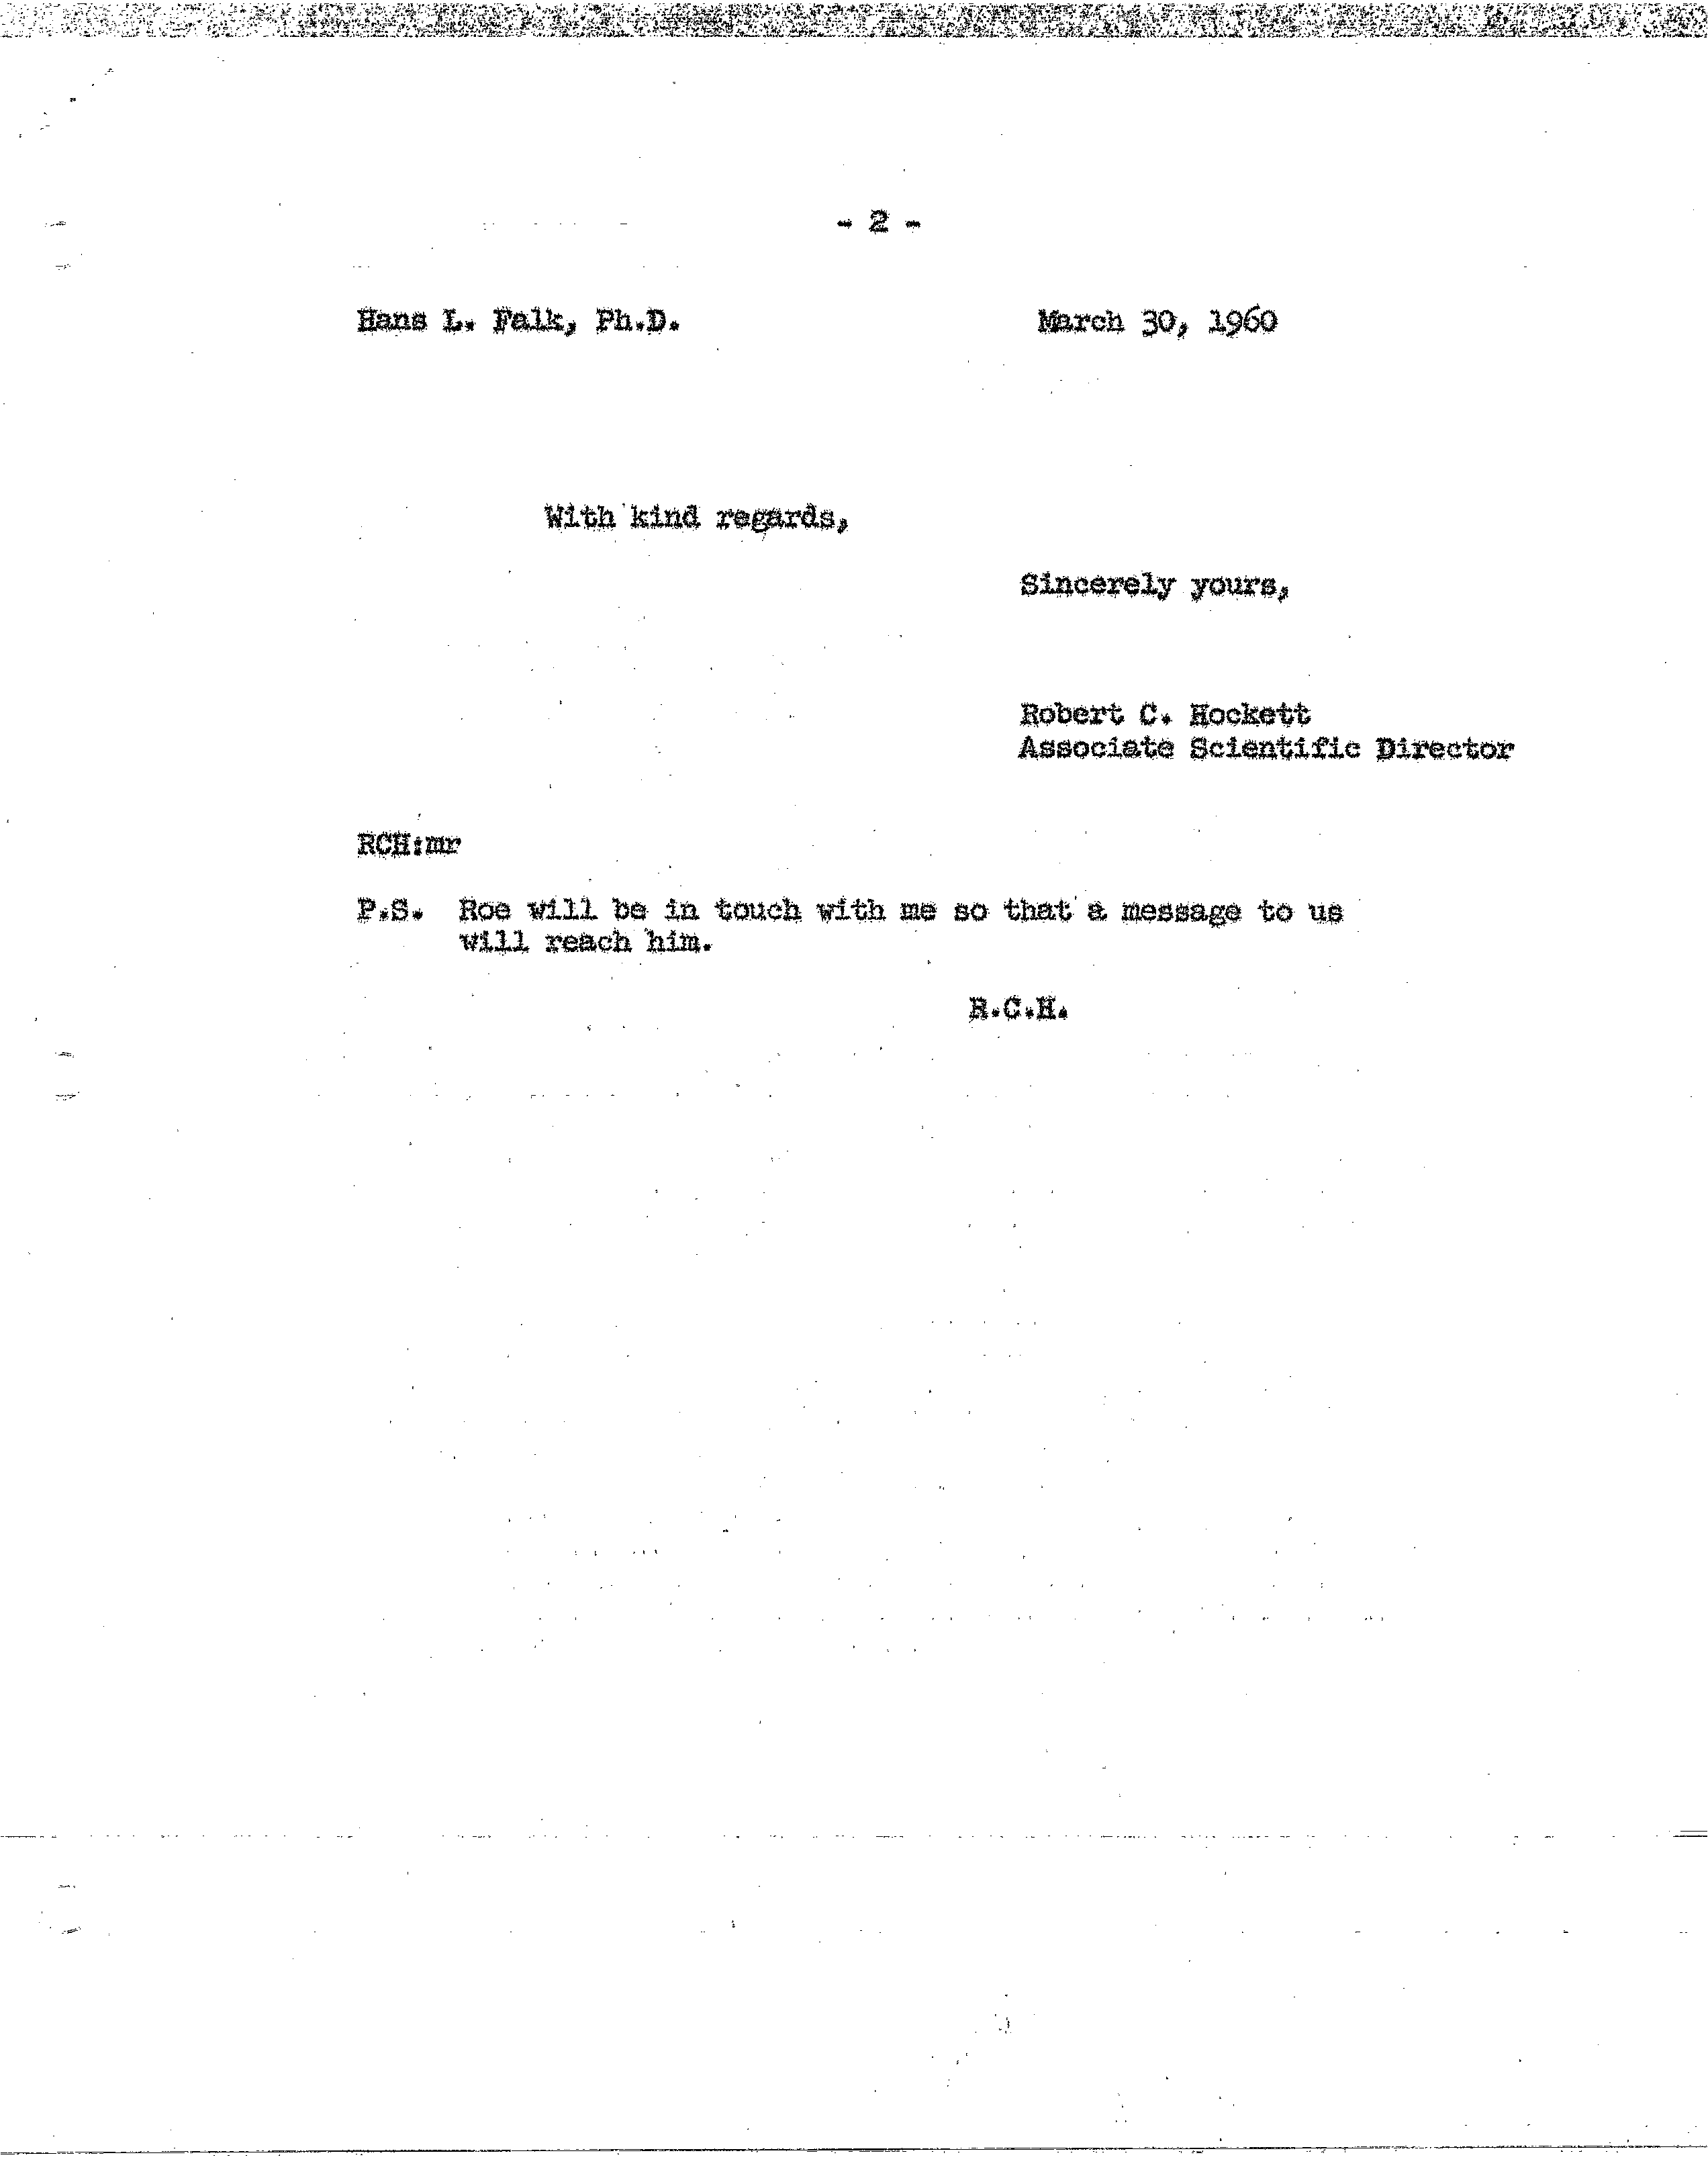 - 2 -
Hans L. Falk, Ph.D. March 30, 1960
With kind regards,
Sincerely yours,
Robert C. Hockett
Associate Scientific Director
RCH:mr
P.S. Roe will be in touch with me so that a message to us
will reach him.
R.C.H.